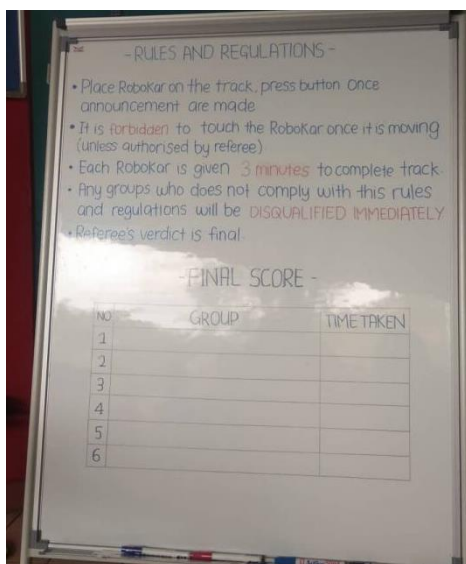 - RULES AND REGULATIONS -
• Place Robokar on the track, press button Once
announcement are made
• It is forbidden to touch the Robokar once it is moving
(unless authorised by referee)
• Each Robokar is given 3 minutes to complete track.
• Any groups who does not comply with this rules
and regulations will be DISQUALIFIED IMMEDIATELY
• Referee's verdict is final.
- FINAL SCORE -
NO GROUP TIME TAKEN
1
2
3
4
5
6